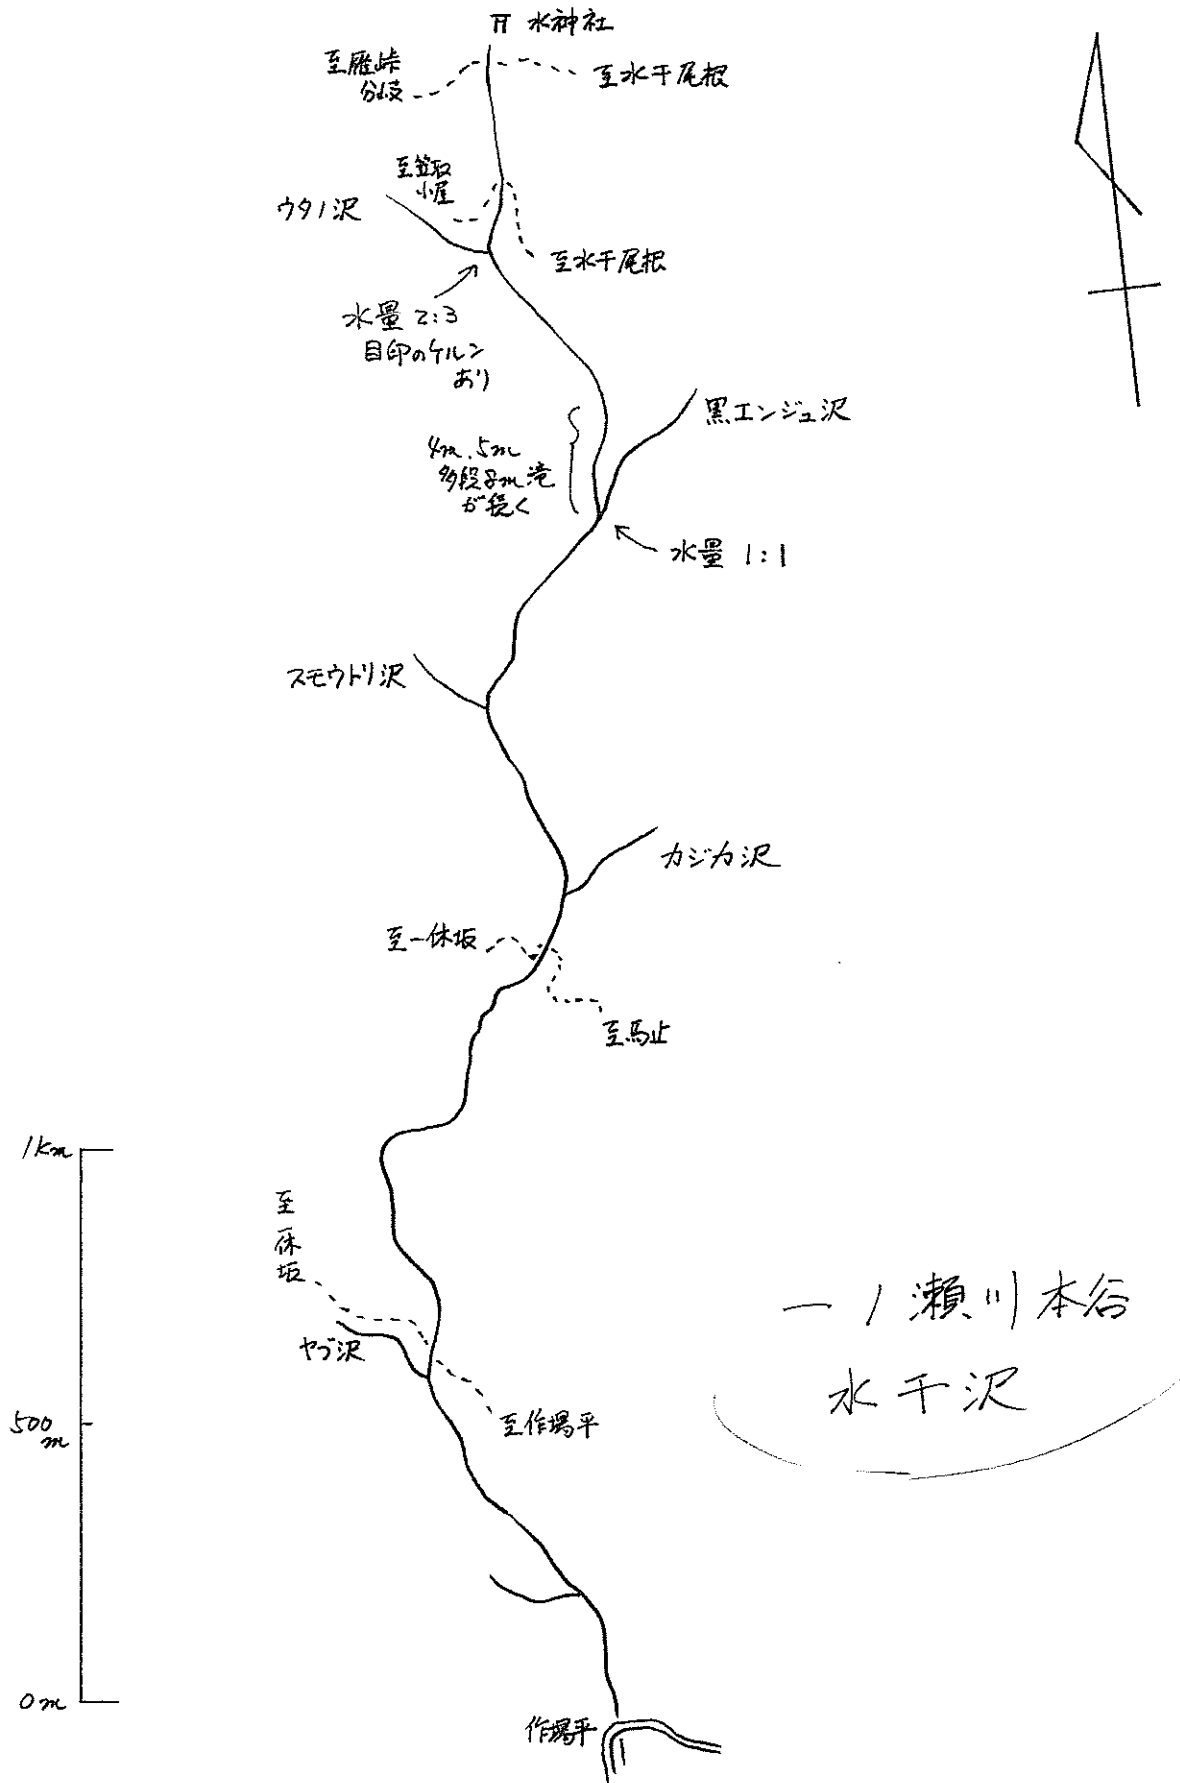 水神社
至雁峠
分岐
至水干尾根
至笠取
小屋
ウタノ沢
至水干尾根
水量 2:3
目印のケルン
あり
黒エンジュ沢
4m、5m
多段8m滝
が続く
水量 1:1
スモウトリ沢
カジカ沢
至一休坂
至馬止
1km
至
一休
坂
一ノ瀬川本谷
ヤブ沢
水干沢
500
m
至作場平
0m
作場平